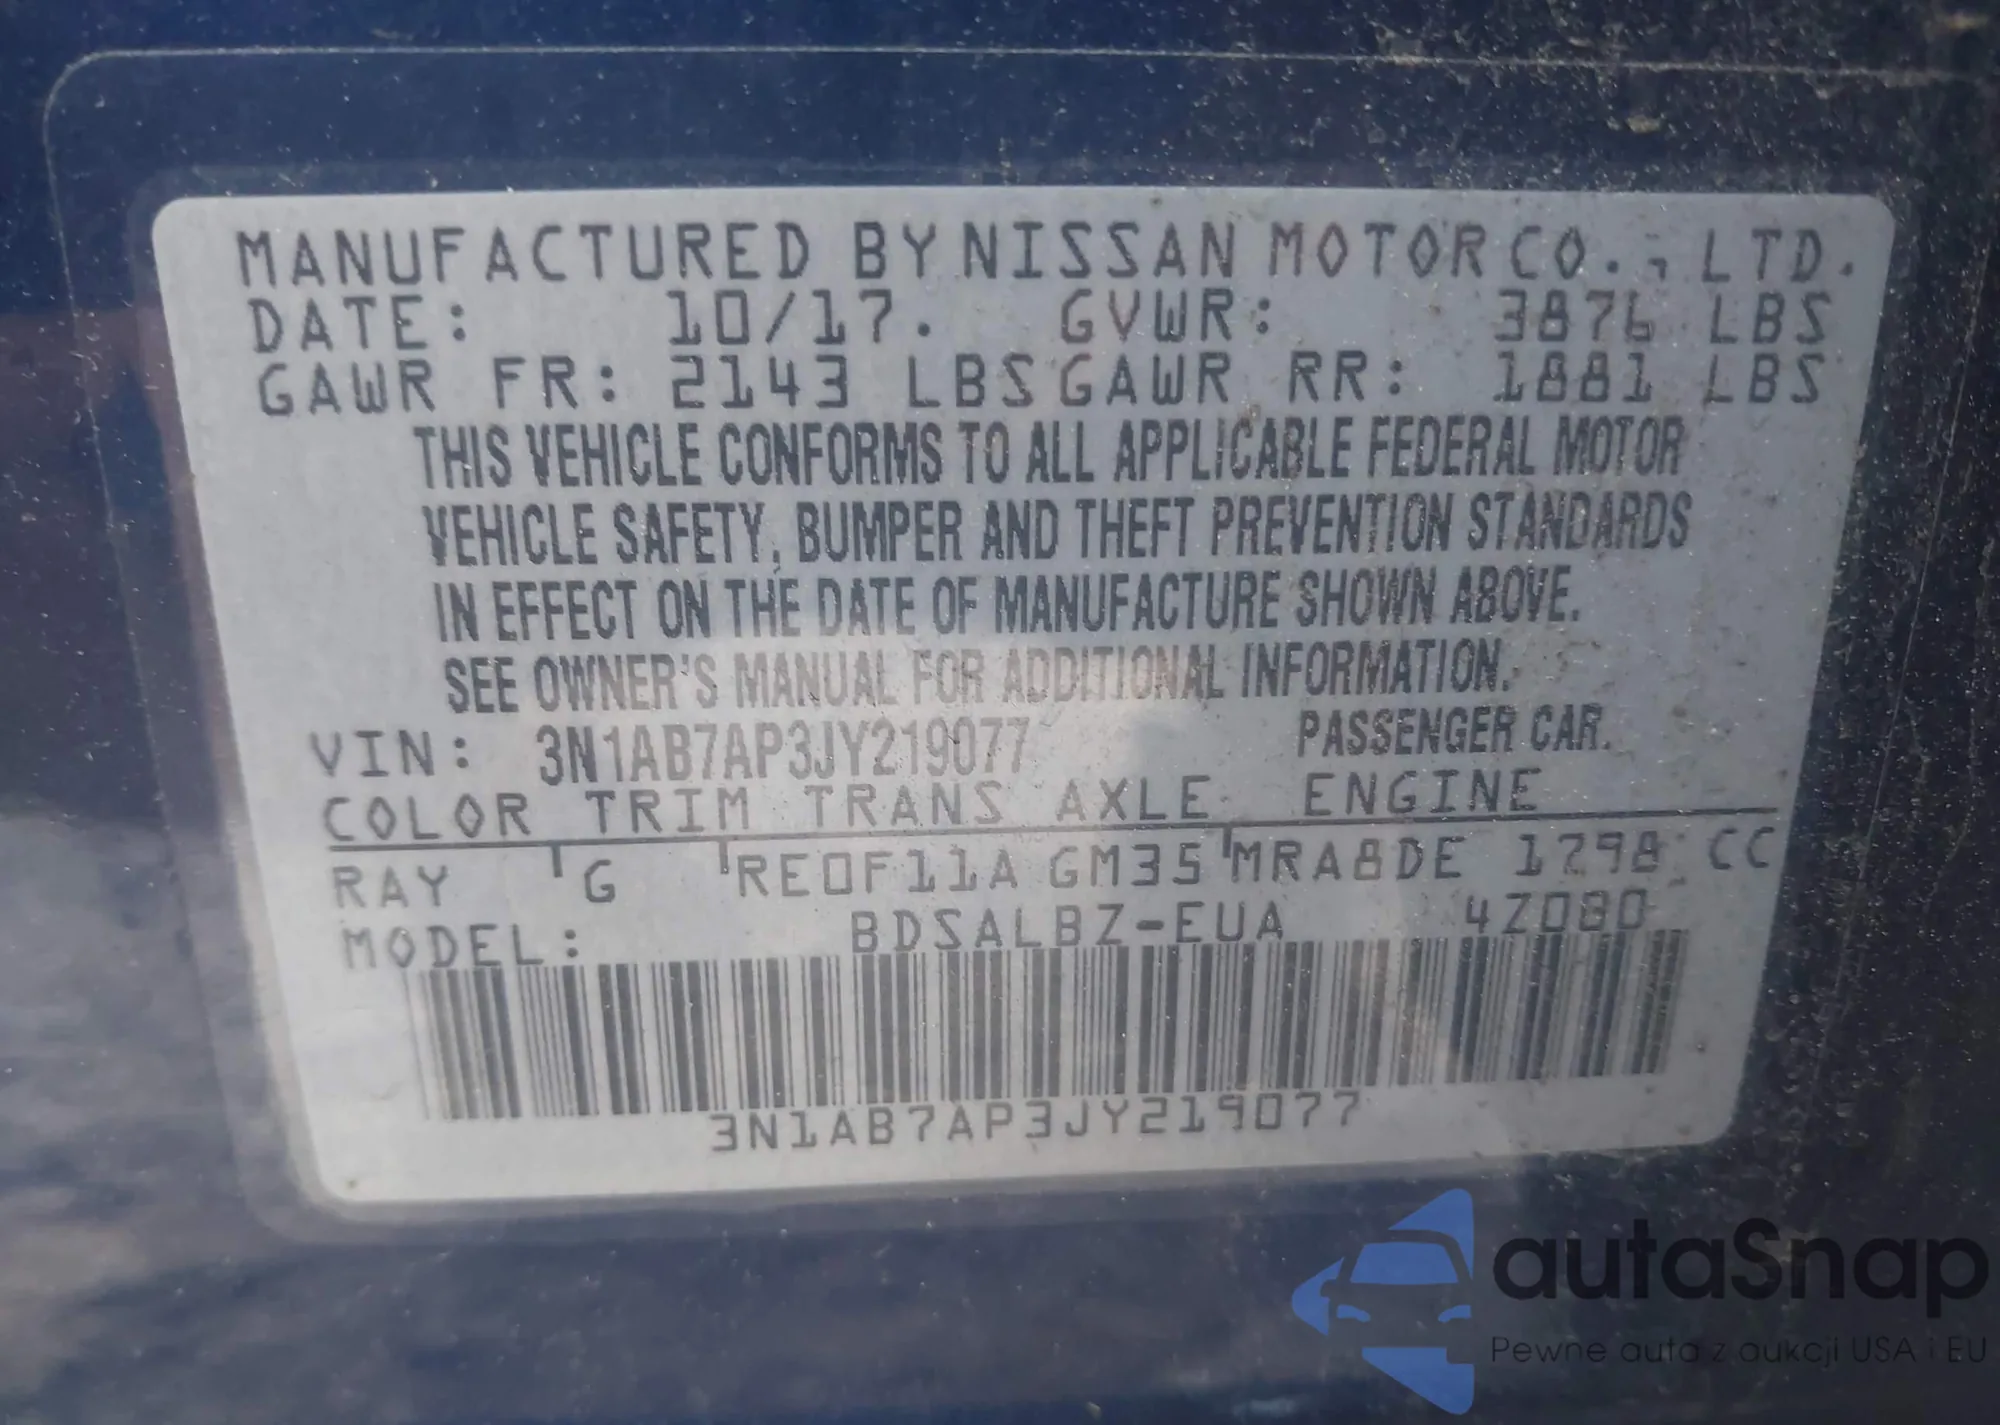 MANUFACTURED BY NISSAN MOTOR CO., LTD.
DATE: 10/17. GVWR: 3876 LBS
GAWR FR: 2143 LBS GAWR RR: 1881 LBS
THIS VEHICLE CONFORMS TO ALL APPLICABLE FEDERAL MOTOR
VEHICLE SAFETY, BUMPER AND THEFT PREVENTION STANDARDS
IN EFFECT ON THE DATE OF MANUFACTURE SHOWN ABOVE.
SEE OWNER'S MANUAL FOR ADDITIONAL INFORMATION.
VIN: 3N1AB7AP3JY219077 PASSENGER CAR.
COLOR TRIM TRANS AXLE ENGINE
RAY G RE0F11A GM35 MRA8DE 1798 CC
MODEL: BDSALBZ-EUA 4Z080
3N1AB7AP3JY219077
autaSnap
Pewne auta z aukcji USA i EU